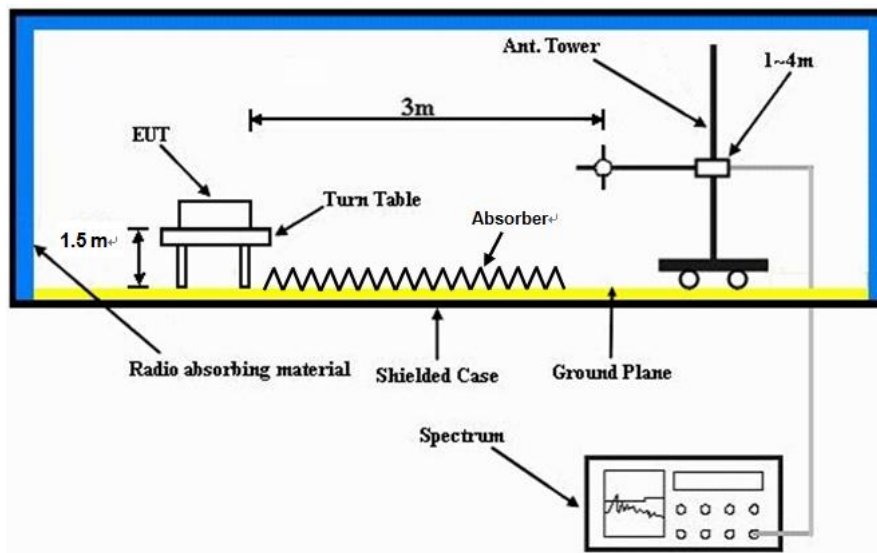 Ant. Tower
1~4m
3m
EUT
Turn Table
Absorber↵
1.5 m↵
Radio absorbing material
Shielded Case
Ground Plane
Spectrum